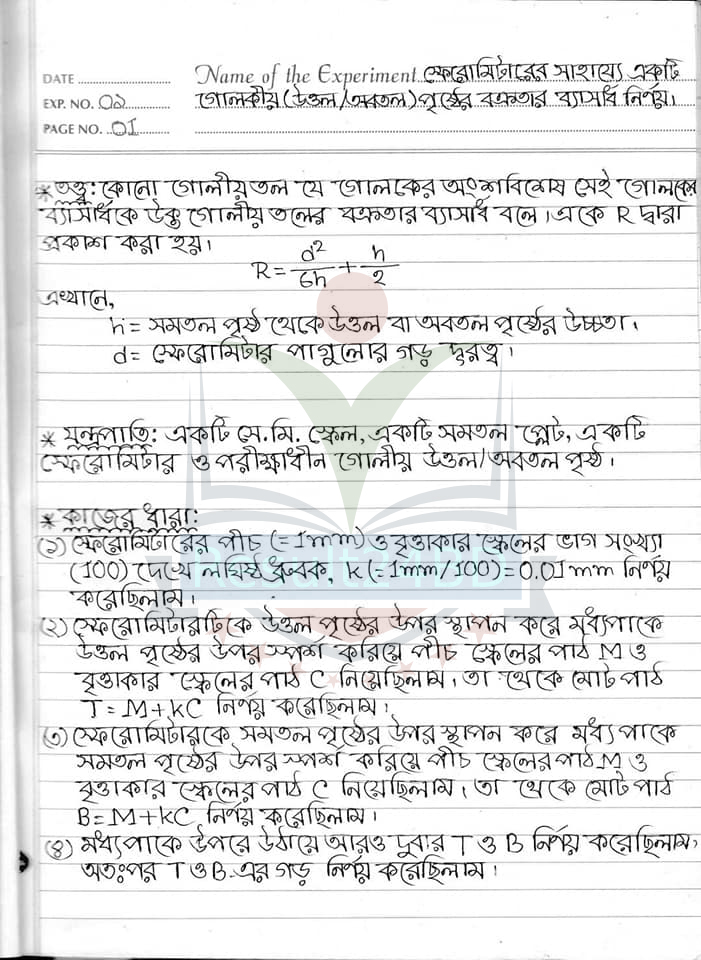 DATE ............ Name of the Experiment স্ফেরোমিটারের সাহায্যে একটি
EXP. NO. 02 গোলকীয় (উত্তল/অবতল) পৃষ্ঠের বক্রতার ব্যাসার্ধ নির্ণয়।
PAGE NO. 01
* তত্ত্ব: কোনো গোলীয় তল যে গোলকের অংশবিশেষ সেই গোলকের
ব্যাসার্ধকে উক্ত গোলীয় তলের বক্রতার ব্যাসার্ধ বলে। একে R দ্বারা
প্রকাশ করা হয়।
R = d²/6h + h/2
এখানে,
h = সমতল পৃষ্ঠ থেকে উত্তল বা অবতল পৃষ্ঠের উচ্চতা।
d = স্ফেরোমিটার পাগুলোর গড় দূরত্ব।
* যন্ত্রপাতি: একটি সে.মি. স্কেল, একটি সমতল প্লেট, একটি
স্ফেরোমিটার ও পরীক্ষাধীন গোলীয় উত্তল/অবতল পৃষ্ঠ।
* কাজের ধারা:
(১) স্ফেরোমিটারের পীচ (=1mm) ও বৃত্তাকার স্কেলের ভাগ সংখ্যা
(100) দেখে লঘিষ্ঠ ধ্রুবক, K (=1mm/100) = 0.01 mm নির্ণয়
করেছিলাম।
(২) স্ফেরোমিটারটিকে উত্তল পৃষ্ঠের উপর স্থাপন করে মধ্যপাকে
উত্তল পৃষ্ঠের উপর স্পর্শ করিয়ে পীচ স্কেলের পাঠ M ও
বৃত্তাকার স্কেলের পাঠ C নিয়েছিলাম। তা থেকে মোট পাঠ
T = M + KC নির্ণয় করেছিলাম।
(৩) স্ফেরোমিটারকে সমতল পৃষ্ঠের উপর স্থাপন করে মধ্যপাকে
সমতল পৃষ্ঠের উপর স্পর্শ করিয়ে পীচ স্কেলের পাঠ M ও
বৃত্তাকার স্কেলের পাঠ C নিয়েছিলাম। তা থেকে মোট পাঠ
B = M + KC নির্ণয় করেছিলাম।
(৪) মধ্যপাকে উপরে উঠায়ে আরও দুবার T ও B নির্ণয় করেছিলাম,
অতঃপর T ও B এর গড় নির্ণয় করেছিলাম।